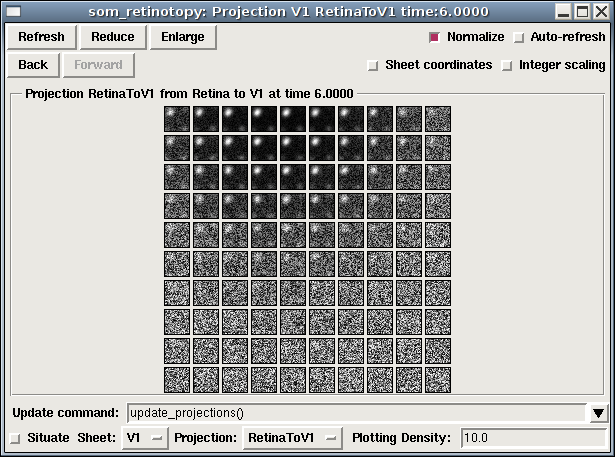 som_retinotopy: Projection V1 RetinaToV1 time:6.0000
Refresh Reduce Enlarge Normalize Auto-refresh
Back Forward Sheet coordinates Integer scaling
Projection RetinaToV1 from Retina to V1 at time 6.0000
Update command: update_projections()
Situate Sheet: V1 Projection: RetinaToV1 Plotting Density: 10.0